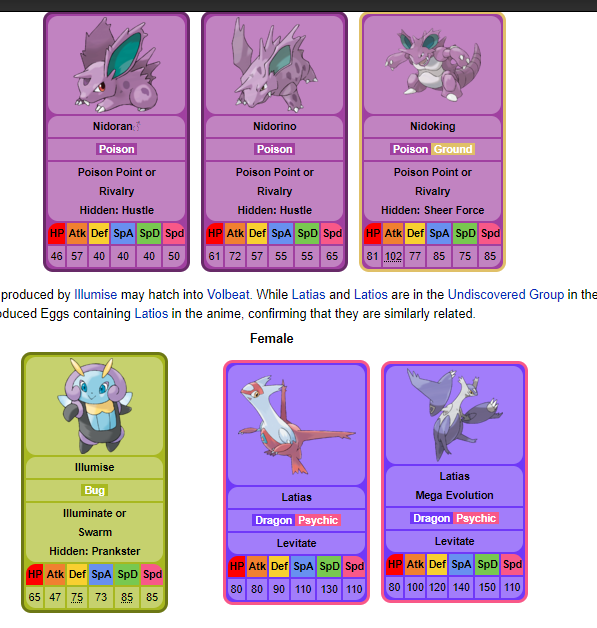 Nidoran♂ Nidorino Nidoking
Poison Poison Poison Ground
Poison Point or Poison Point or Poison Point or
Rivalry Rivalry Rivalry
Hidden: Hustle Hidden: Hustle Hidden: Sheer Force
HP Atk Def SpA SpD Spd HP Atk Def SpA SpD Spd HP Atk Def SpA SpD Spd
46 57 40 40 40 50 61 72 57 55 55 65 81 102 77 85 75 85
produced by Illumise may hatch into Volbeat. While Latias and Latios are in the Undiscovered Group in the
oduced Eggs containing Latios in the anime, confirming that they are similarly related.
Female
Illumise
Bug
Illuminate or
Swarm
Hidden: Prankster
HP Atk Def SpA SpD Spd
65 47 75 73 85 85
Latias
Dragon Psychic
Levitate
HP Atk Def SpA SpD Spd
80 80 90 110 130 110
Latias
Mega Evolution
Dragon Psychic
Levitate
HP Atk Def SpA SpD Spd
80 100 120 140 150 110